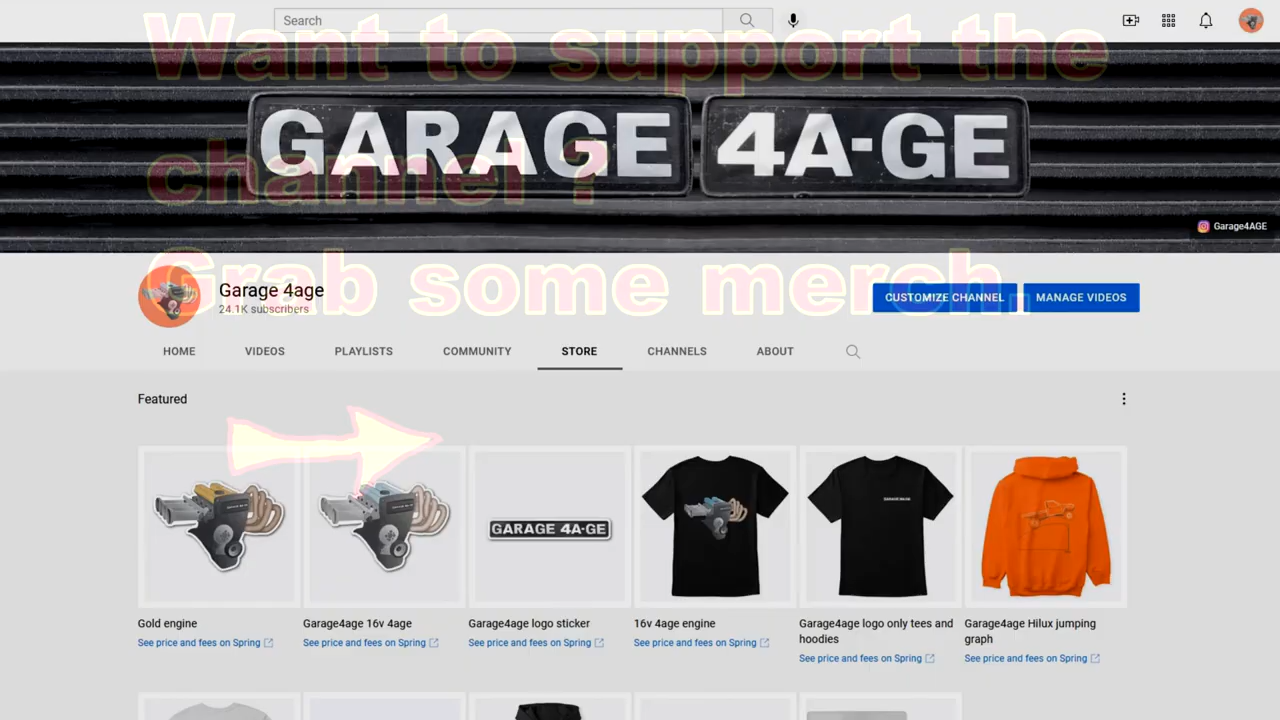 Search
Want to support the
channel ?
Grab some merch.
GARAGE 4A-GE
Garage4AGE
Garage 4age
24.1K subscribers
CUSTOMIZE CHANNEL
MANAGE VIDEOS
HOME VIDEOS PLAYLISTS COMMUNITY STORE CHANNELS ABOUT
Featured
GARAGE 4A-GE
Gold engine
See price and fees on Spring
Garage4age 16v 4age
See price and fees on Spring
Garage4age logo sticker
See price and fees on Spring
16v 4age engine
See price and fees on Spring
Garage4age logo only tees and
hoodies
See price and fees on Spring
Garage4age Hilux jumping
graph
See price and fees on Spring